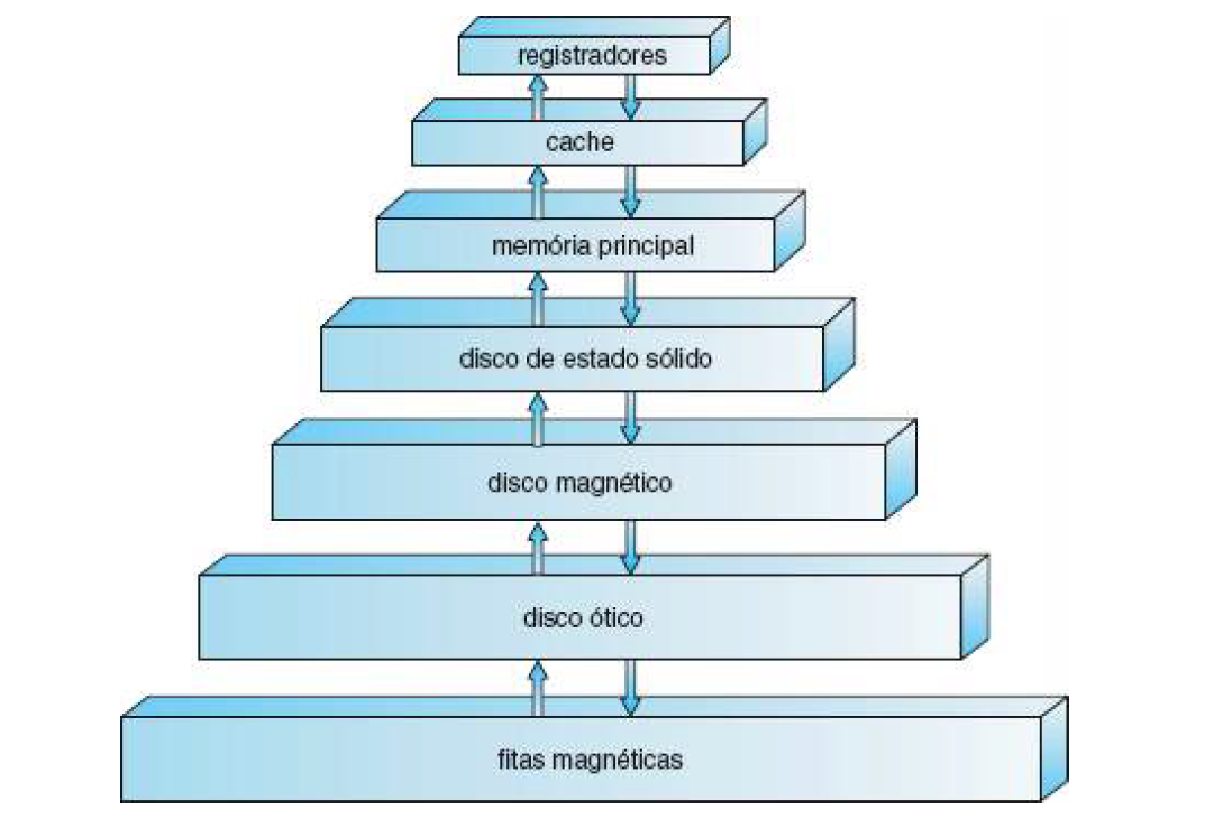 registradores
cache
memória principal
disco de estado sólido
disco magnético
disco ótico
fitas magnéticas